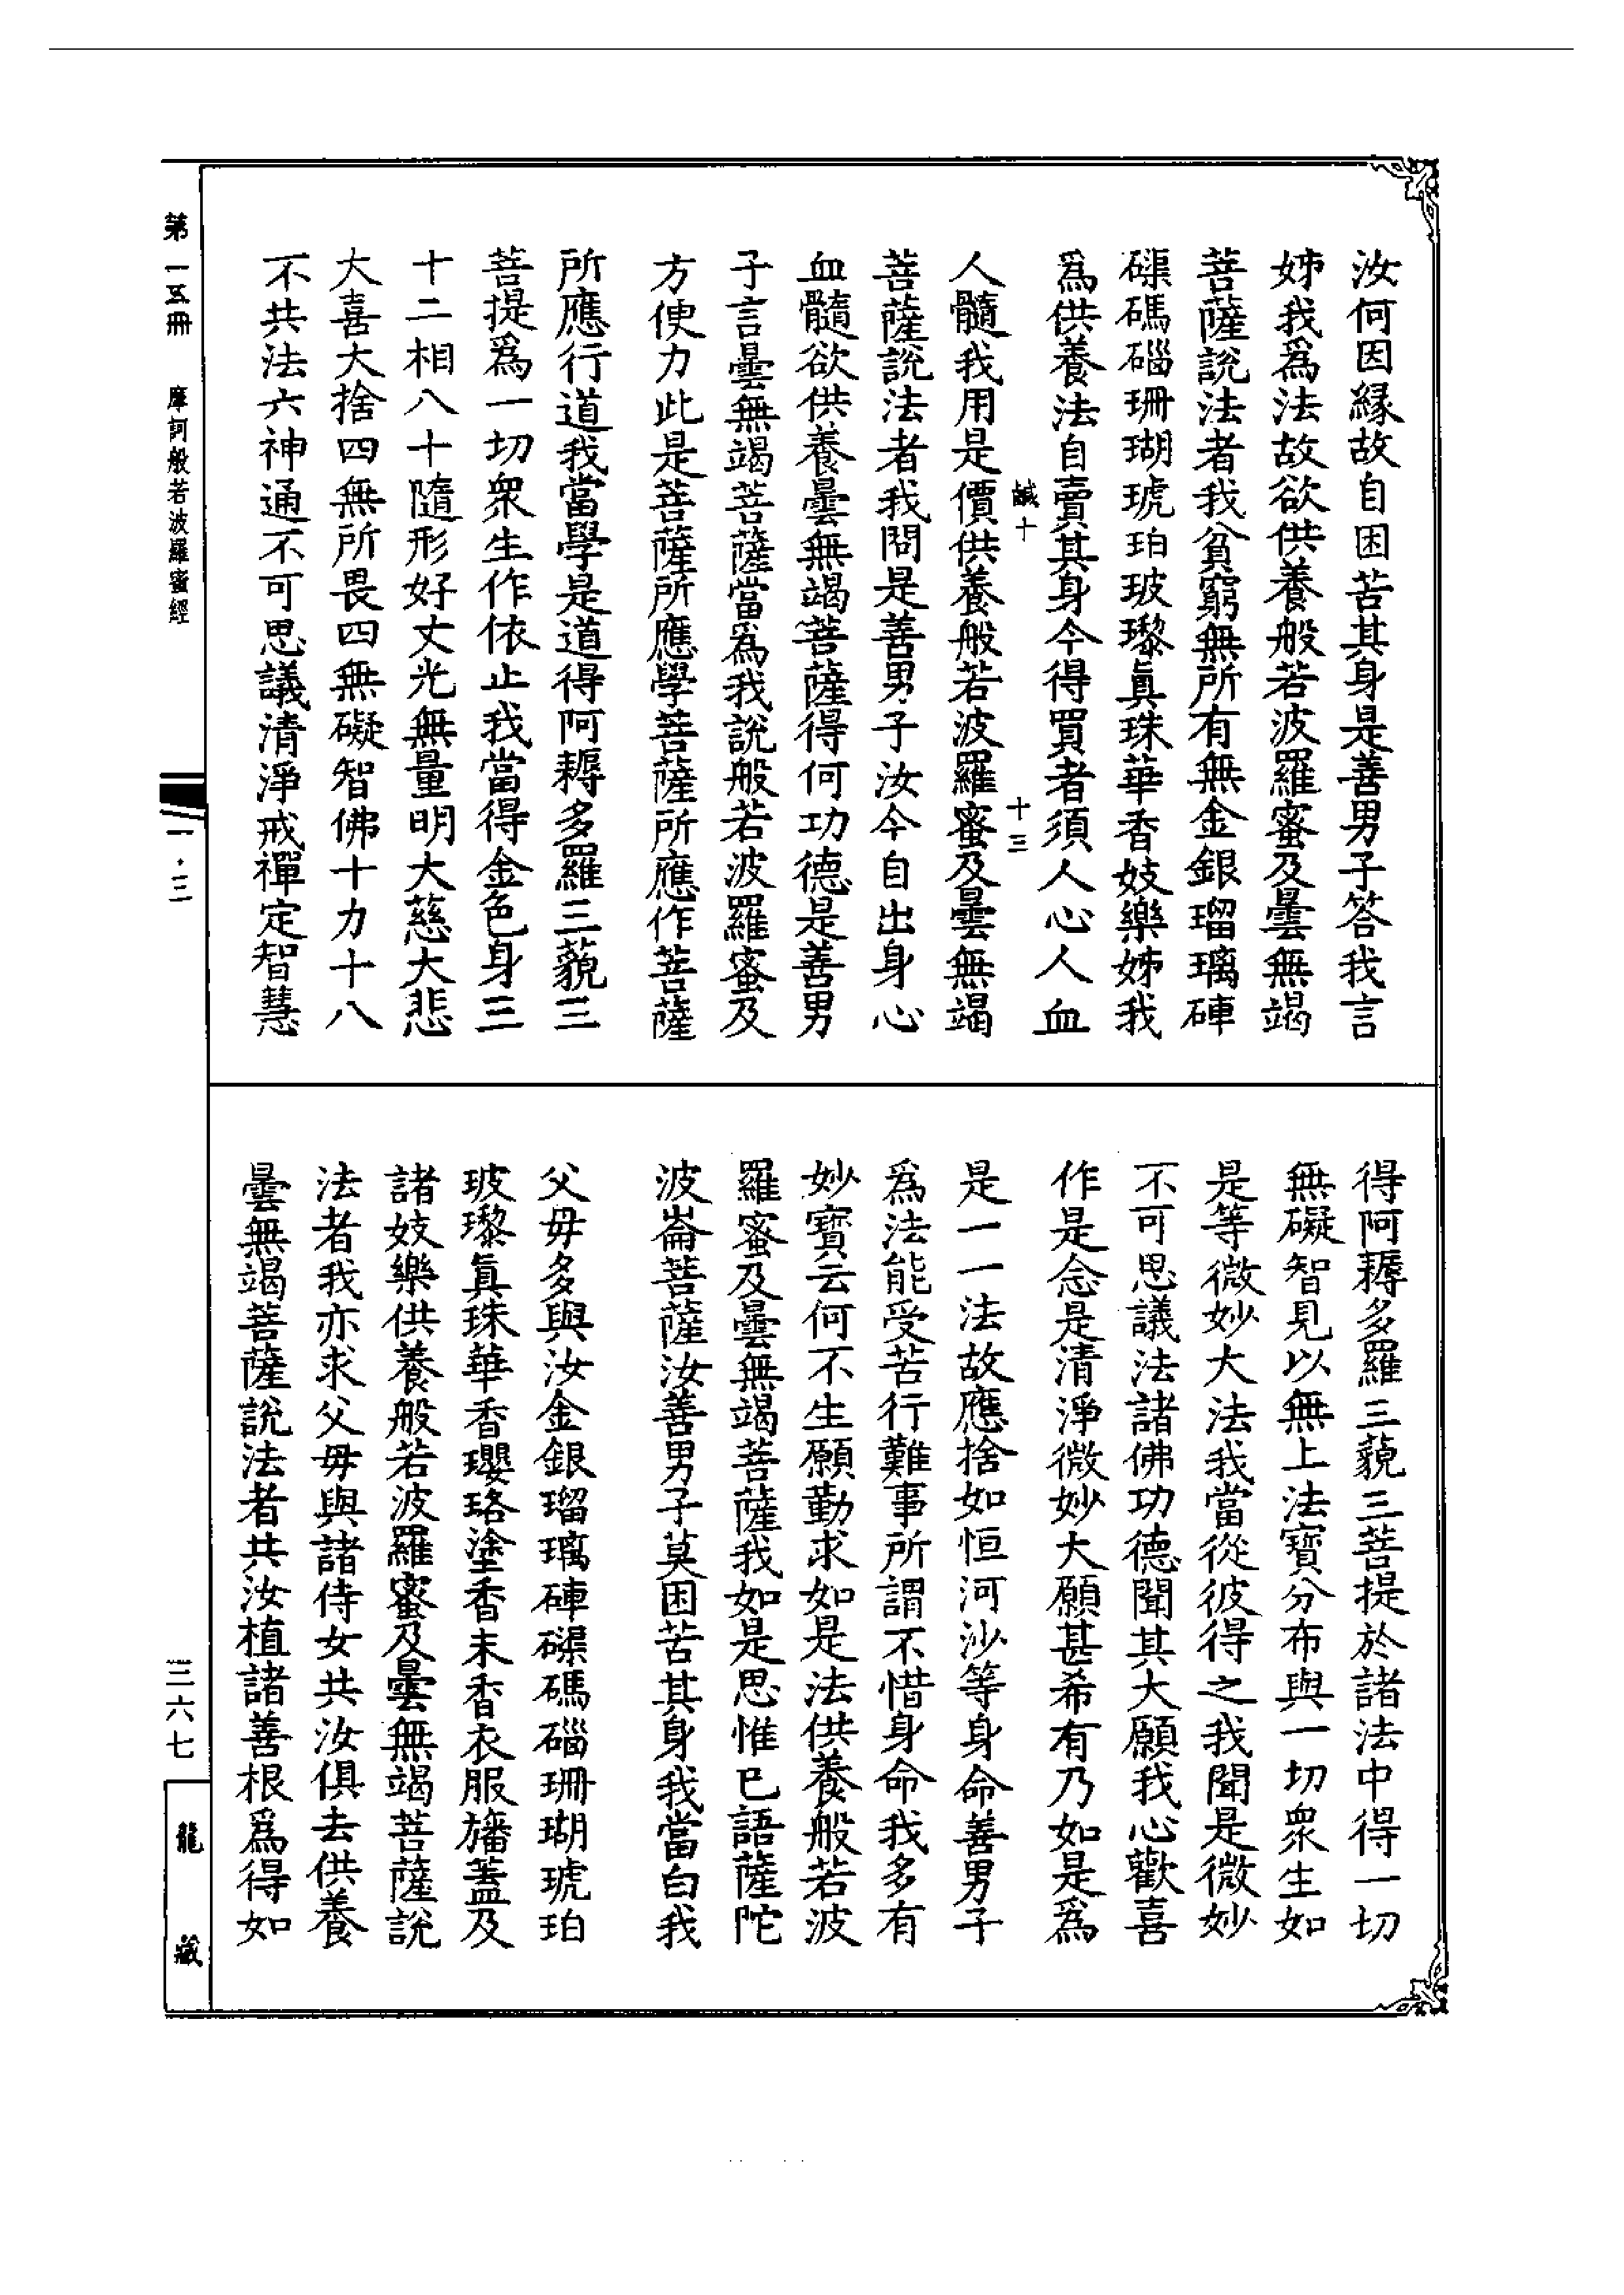 汝何因緣故自困苦其身是善男子答我言
姊我爲法故欲供養般若波羅蜜及曇無竭
菩薩說法者我貧窮無所有無金銀瑠璃硨
磲碼碯珊瑚琥珀玻瓈眞珠華香妓樂姊我
爲供養法自賣其身今得買者須人心人血
鹹十
十三
人髓我用是價供養般若波羅蜜及曇無竭
菩薩說法者我問是善男子汝今自出身心
血髓欲供養曇無竭菩薩得何功德是善男
子言曇無竭菩薩當爲我說般若波羅蜜及
方便力此是菩薩所應學菩薩所應作菩薩
所應行道我當學是道得阿耨多羅三藐三
菩提爲一切衆生作依止我當得金色身三
十二相八十隨形好丈光無量明大慈大悲
大喜大捨四無所畏四無礙智佛十力十八
不共法六神通不可思議清淨戒禪定智慧
得阿耨多羅三藐三菩提於諸法中得一切
無礙智見以無上法寶分布與一切衆生如
是等微妙大法我當從彼得之我聞是微妙
不可思議法諸佛功德聞其大願我心歡喜
作是念是清淨微妙大願甚希有乃如是爲
是一一法故應捨如恒河沙等身命善男子
爲法能受苦行難事所謂不惜身命我多有
妙寶云何不生願勤求如是法供養般若波
羅蜜及曇無竭菩薩我如是思惟已語薩陀
波崙菩薩汝善男子莫困苦其身我當白我
父母多與汝金銀瑠璃硨磲碼碯珊瑚琥珀
玻瓈眞珠華香瓔珞塗香末香衣服旛蓋及
諸妓樂供養般若波羅蜜及曇無竭菩薩說
法者我亦求父母與諸侍女共汝俱去供養
曇無竭菩薩說法者共汝植諸善根爲得如
第一五冊
摩訶般若波羅蜜經
一·三
三六七
龍藏